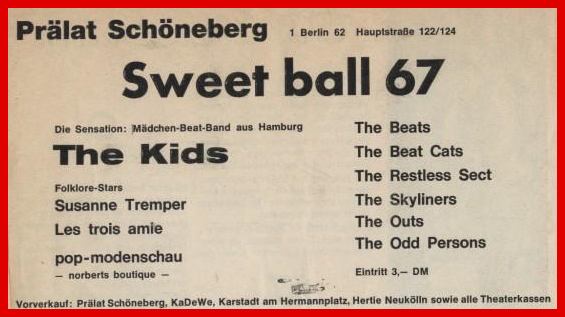 Prälat Schöneberg 1 Berlin 62 Hauptstraße 122/124
Sweet ball 67
Die Sensation: Mädchen-Beat-Band aus Hamburg
The Kids
Folklore-Stars
Susanne Tremper
Les trois amie
pop-modenschau
— norberts boutique —
The Beats
The Beat Cats
The Restless Sect
The Skyliners
The Outs
The Odd Persons
Eintritt 3,— DM
Vorverkauf: Prälat Schöneberg, KaDeWe, Karstadt am Hermannplatz, Hertie Neukölln sowie alle Theaterkassen